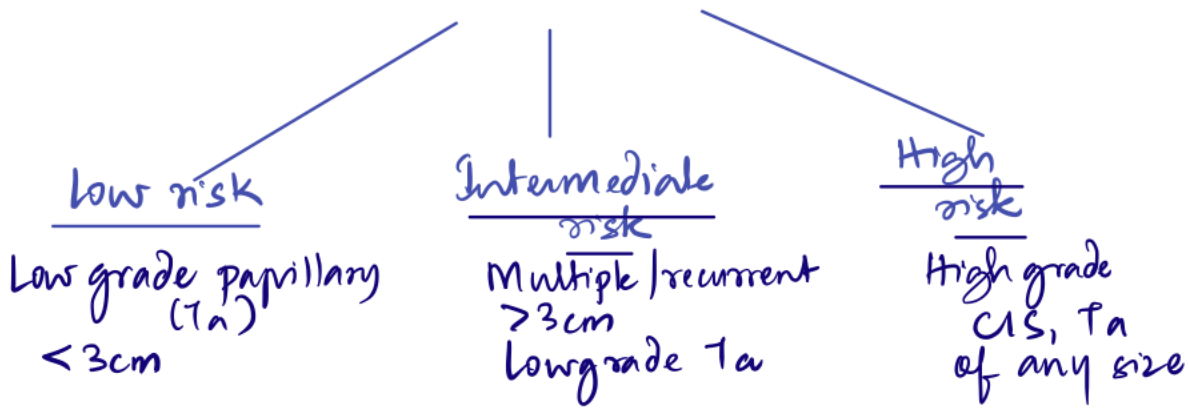 Low risk
Low grade papillary
(Ta)
< 3cm
Intermediate
risk
Multiple/recurrent
>3cm
Lowgrade Ta
High
risk
High grade
CIS, Ta
of any size